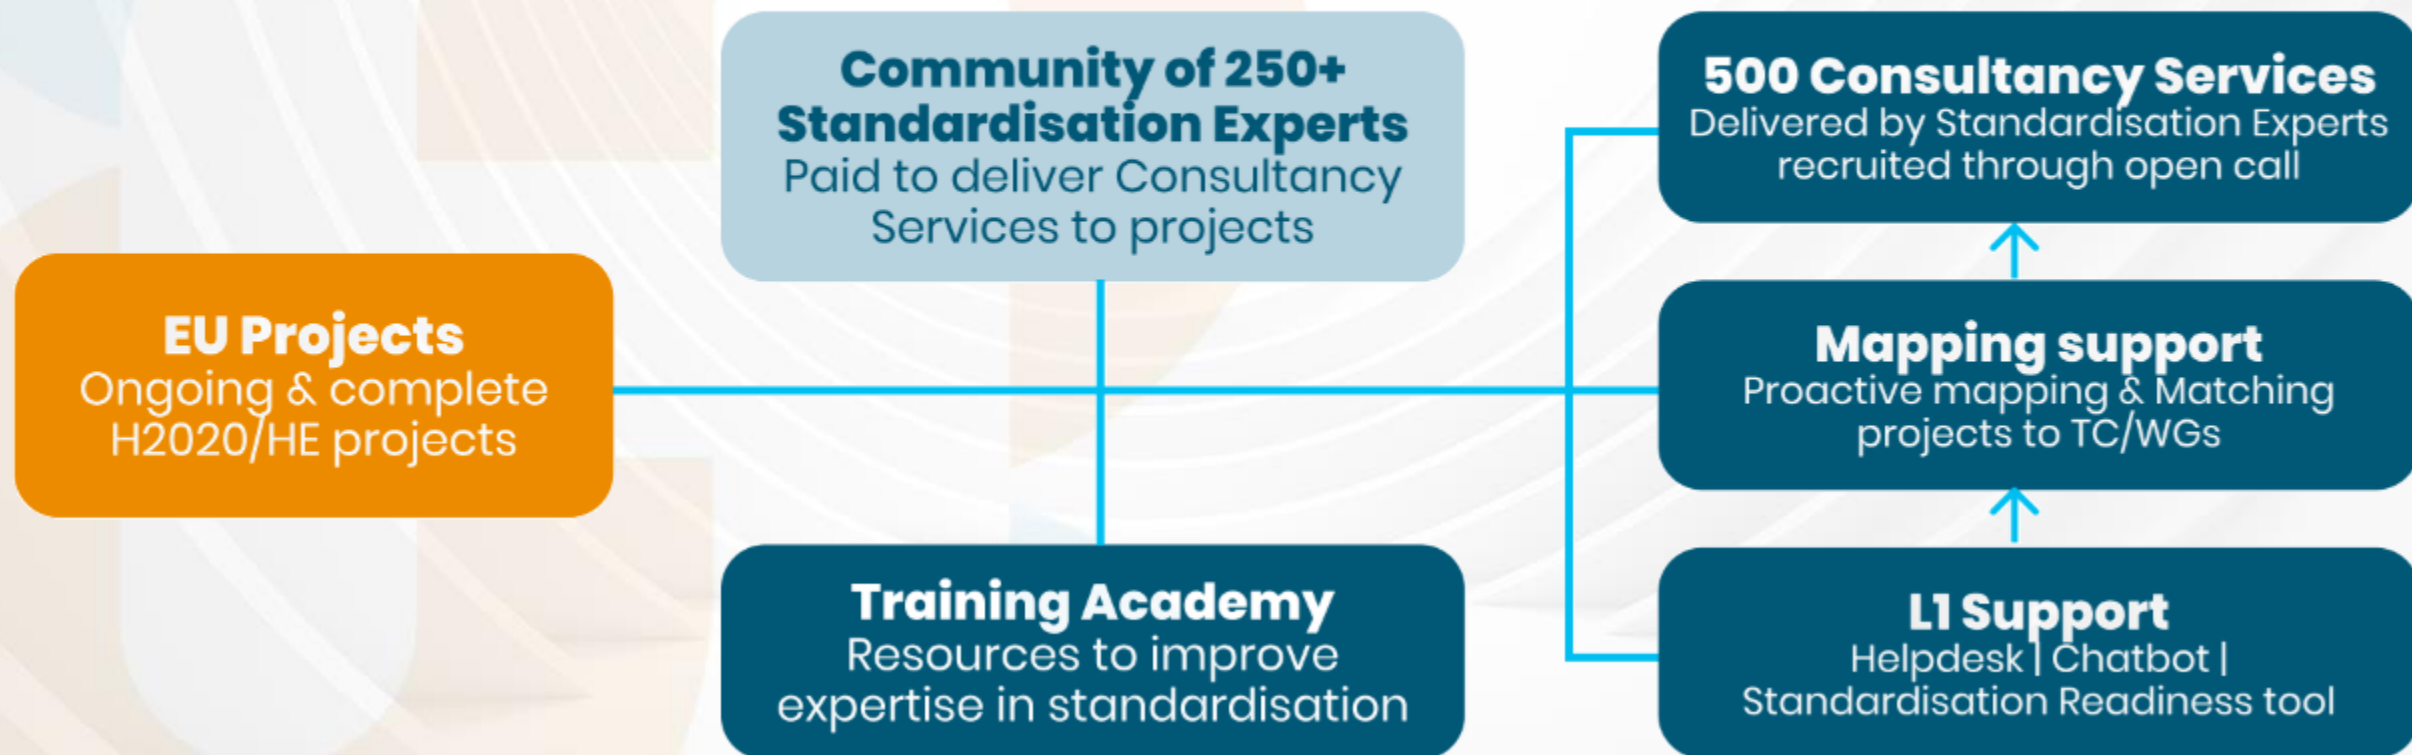 EU Projects
Ongoing & complete
H2020/HE projects
Community of 250+
Standardisation Experts
Paid to deliver Consultancy
Services to projects
Training Academy
Resources to improve
expertise in standardisation
500 Consultancy Services
Delivered by Standardisation Experts
recruited through open call
Mapping support
Proactive mapping & Matching
projects to TC/WGs
L1 Support
Helpdesk | Chatbot |
Standardisation Readiness tool